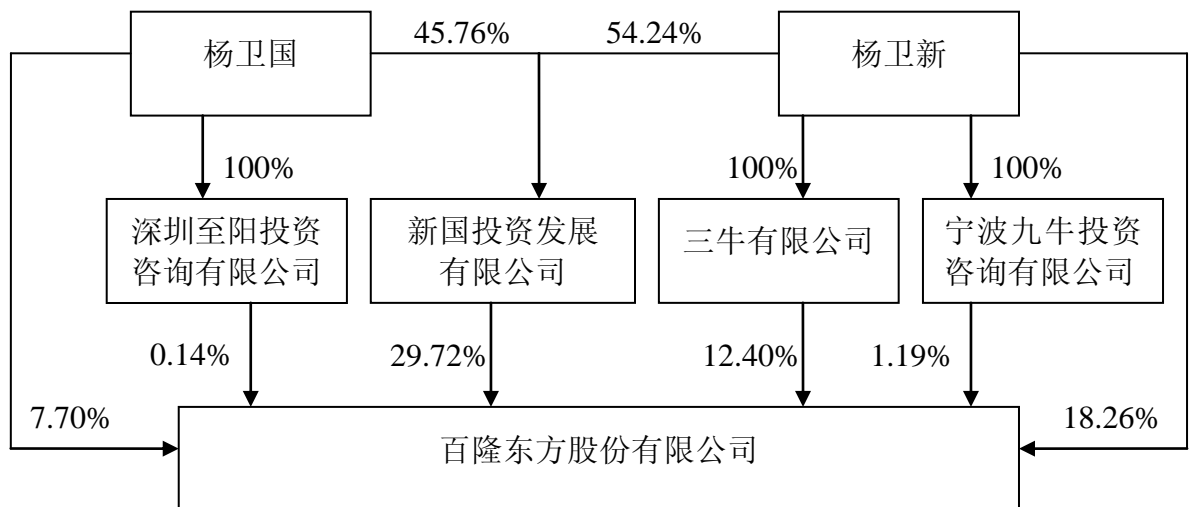 杨卫国
45.76%
54.24%
杨卫新
100%
100%
100%
深圳至阳投资
咨询有限公司
新国投资发展
有限公司
三牛有限公司
宁波九牛投资
咨询有限公司
0.14%
29.72%
12.40%
1.19%
7.70%
18.26%
百隆东方股份有限公司